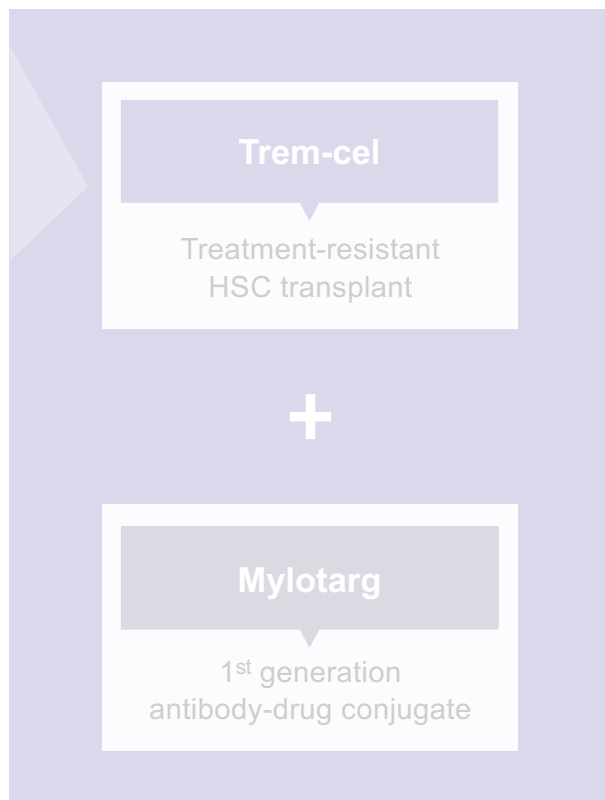 Trem-cel
Treatment-resistant
HSC transplant
+
Mylotarg
1st generation
antibody-drug conjugate